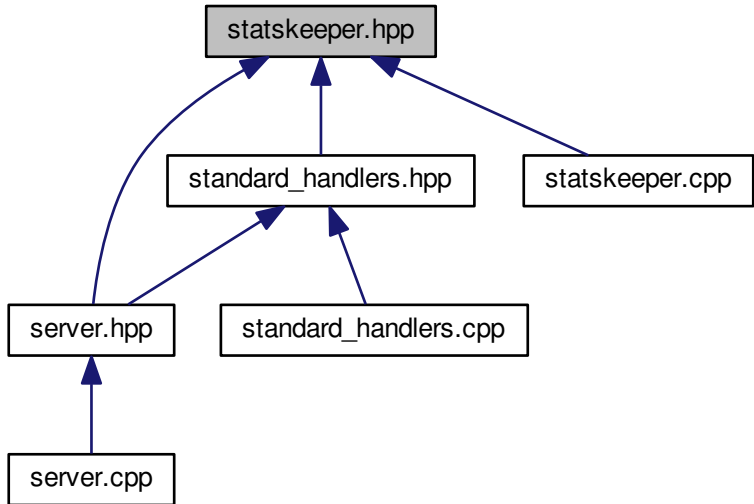 statskeeper.hpp
standard_handlers.hpp
statskeeper.cpp
server.hpp
standard_handlers.cpp
server.cpp